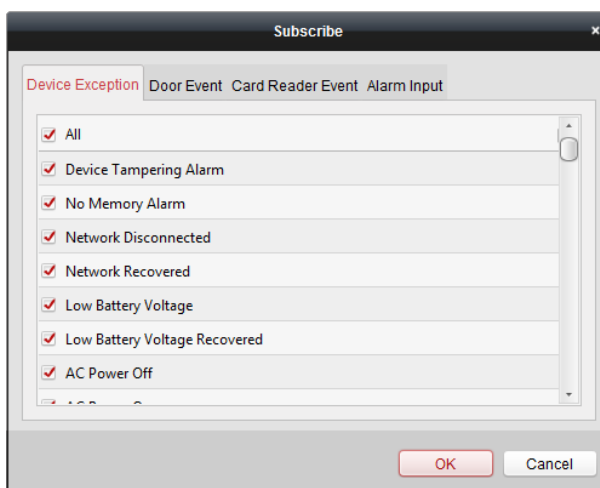 Subscribe
×
Device Exception Door Event Card Reader Event Alarm Input
All
Device Tampering Alarm
No Memory Alarm
Network Disconnected
Network Recovered
Low Battery Voltage
Low Battery Voltage Recovered
AC Power Off
OK Cancel